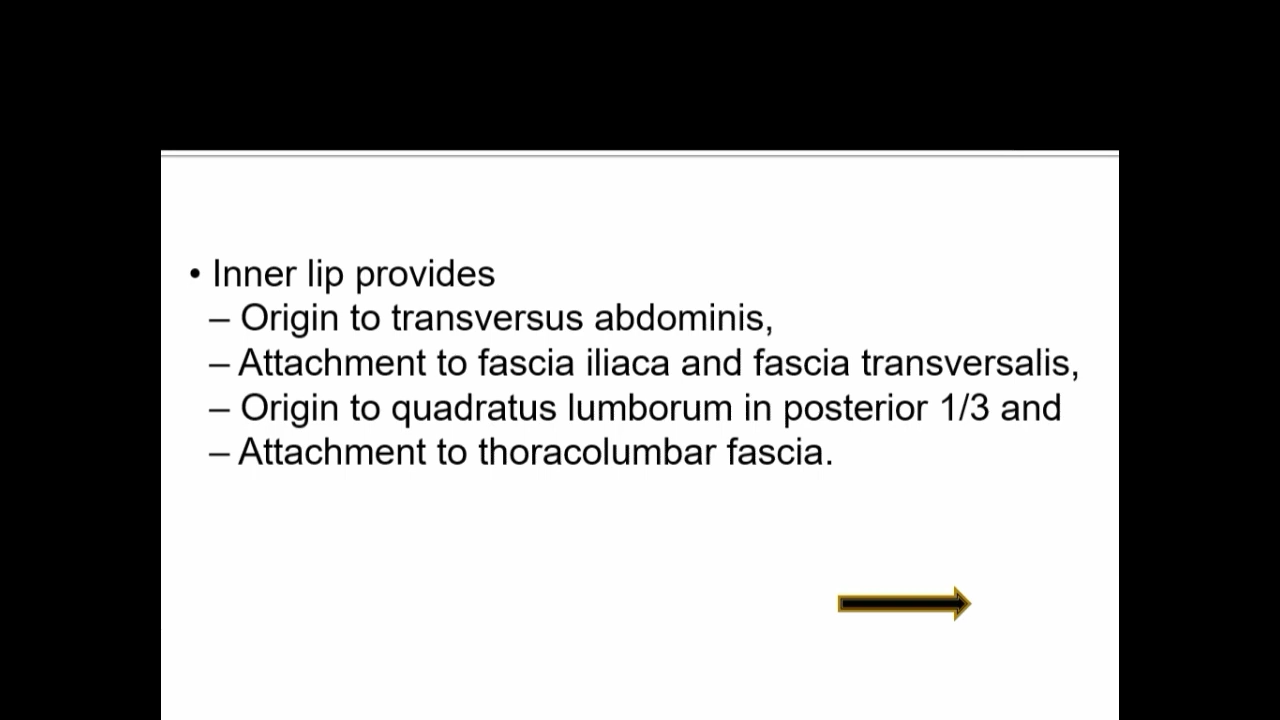 • Inner lip provides
– Origin to transversus abdominis,
– Attachment to fascia iliaca and fascia transversalis,
– Origin to quadratus lumborum in posterior 1/3 and
– Attachment to thoracolumbar fascia.